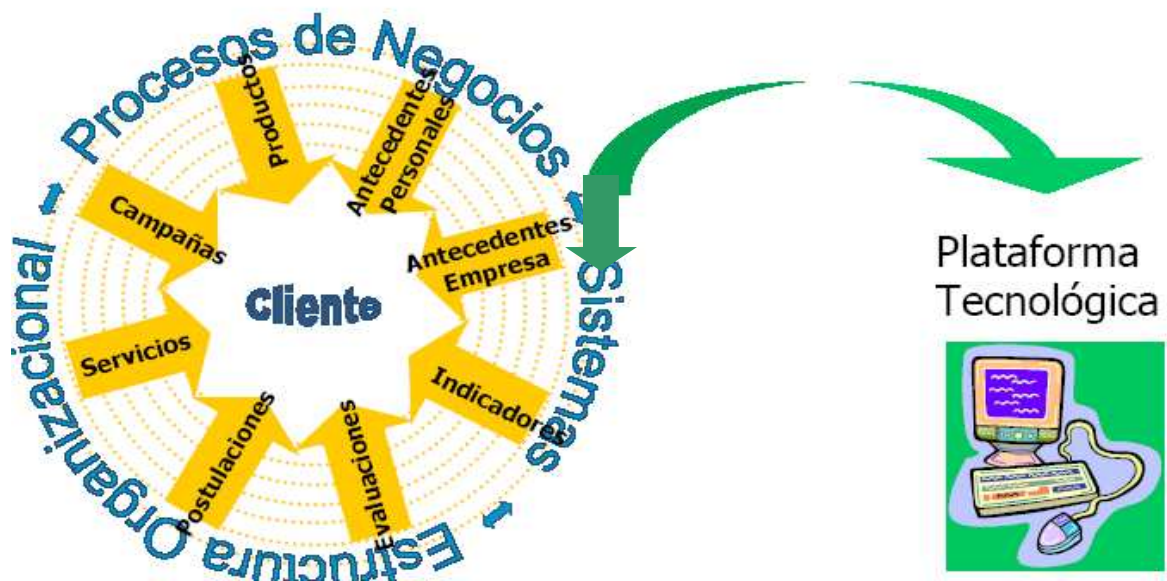 Procesos de Negocios
Sistemas
Estructura Organizacional
Productos
Antecedentes
Personales
Antecedentes
Empresa
Indicadores
Evaluaciones
Postulaciones
Servicios
Campañas
Cliente
Plataforma
Tecnológica